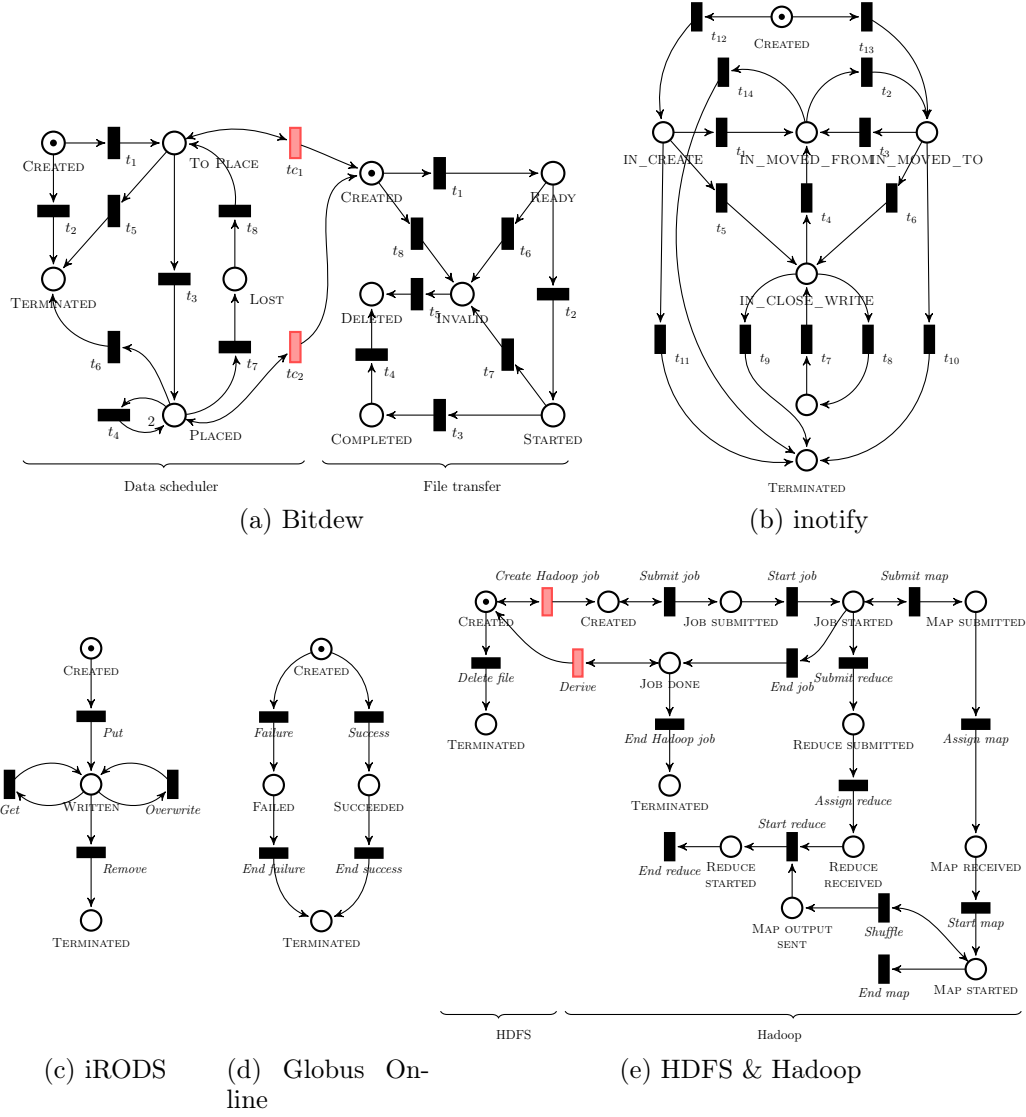 CREATED
t1
TO PLACE
tc1
t2
t5
t8
TERMINATED
t3
LOST
t6
t7
tc2
t4
2
PLACED
Data scheduler
CREATED
t1
READY
t8
t6
DELETED
t5
INVALID
t2
t4
t7
COMPLETED
t3
STARTED
File transfer
(a) Bitdew
CREATED
t12
t13
t14
t2
t1
t3
IN_CREATE
IN_MOVED_FROM
IN_MOVED_TO
t5
t4
t6
IN_CLOSE_WRITE
t11
t9
t7
t8
t10
TERMINATED
(b) inotify
CREATED
Put
WRITTEN
Get
Overwrite
Remove
TERMINATED
(c) iRODS
CREATED
Failure
Success
FAILED
SUCCEEDED
End failure
End success
TERMINATED
(d) Globus On-
line
Create Hadoop job
Submit job
Start job
Submit map
CREATED
CREATED
JOB SUBMITTED
JOB STARTED
MAP SUBMITTED
Delete file
Derive
JOB DONE
End job
Submit reduce
TERMINATED
End Hadoop job
REDUCE SUBMITTED
Assign map
TERMINATED
Assign reduce
Start reduce
End reduce
REDUCE
STARTED
REDUCE
RECEIVED
MAP RECEIVED
MAP OUTPUT
SENT
Shuffle
Start map
End map
MAP STARTED
HDFS
Hadoop
(e) HDFS & Hadoop